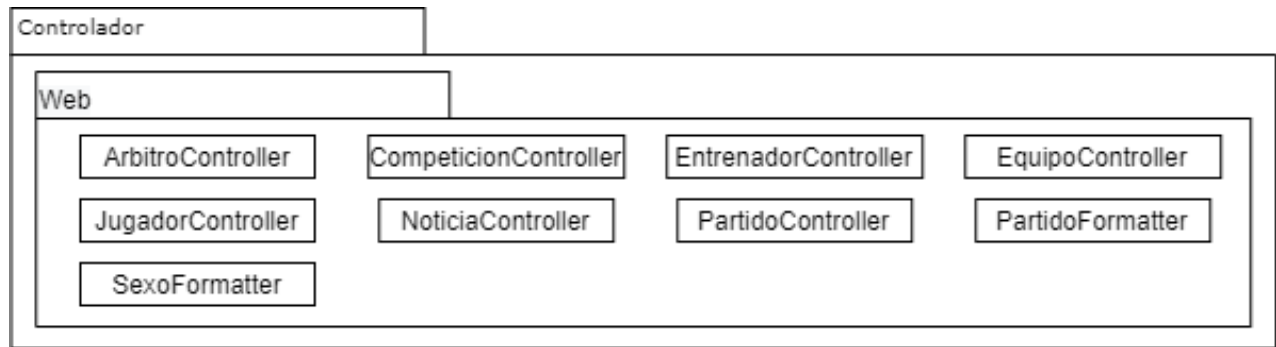 Controlador
Web
ArbitroController
CompeticionController
EntrenadorController
EquipoController
JugadorController
NoticiaController
PartidoController
PartidoFormatter
SexoFormatter